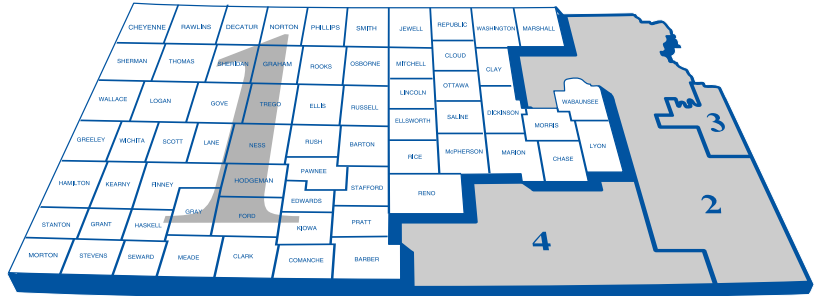 CHEYENNE RAWLINS DECATUR NORTON PHILLIPS SMITH JEWELL REPUBLIC WASHINGTON MARSHALL
SHERMAN THOMAS SHERIDAN GRAHAM ROOKS OSBORNE MITCHELL CLOUD CLAY
LINCOLN OTTAWA
WALLACE LOGAN GOVE TREGO ELLIS RUSSELL ELLSWORTH SALINE DICKINSON WABAUNSEE
MORRIS
3
GREELEY WICHITA SCOTT LANE NESS RUSH BARTON RICE McPHERSON MARION CHASE LYON
1
HAMILTON KEARNY FINNEY HODGEMAN PAWNEE STAFFORD RENO
EDWARDS
2
STANTON GRANT HASKELL GRAY FORD KIOWA PRATT
4
MORTON STEVENS SEWARD MEADE CLARK COMANCHE BARBER